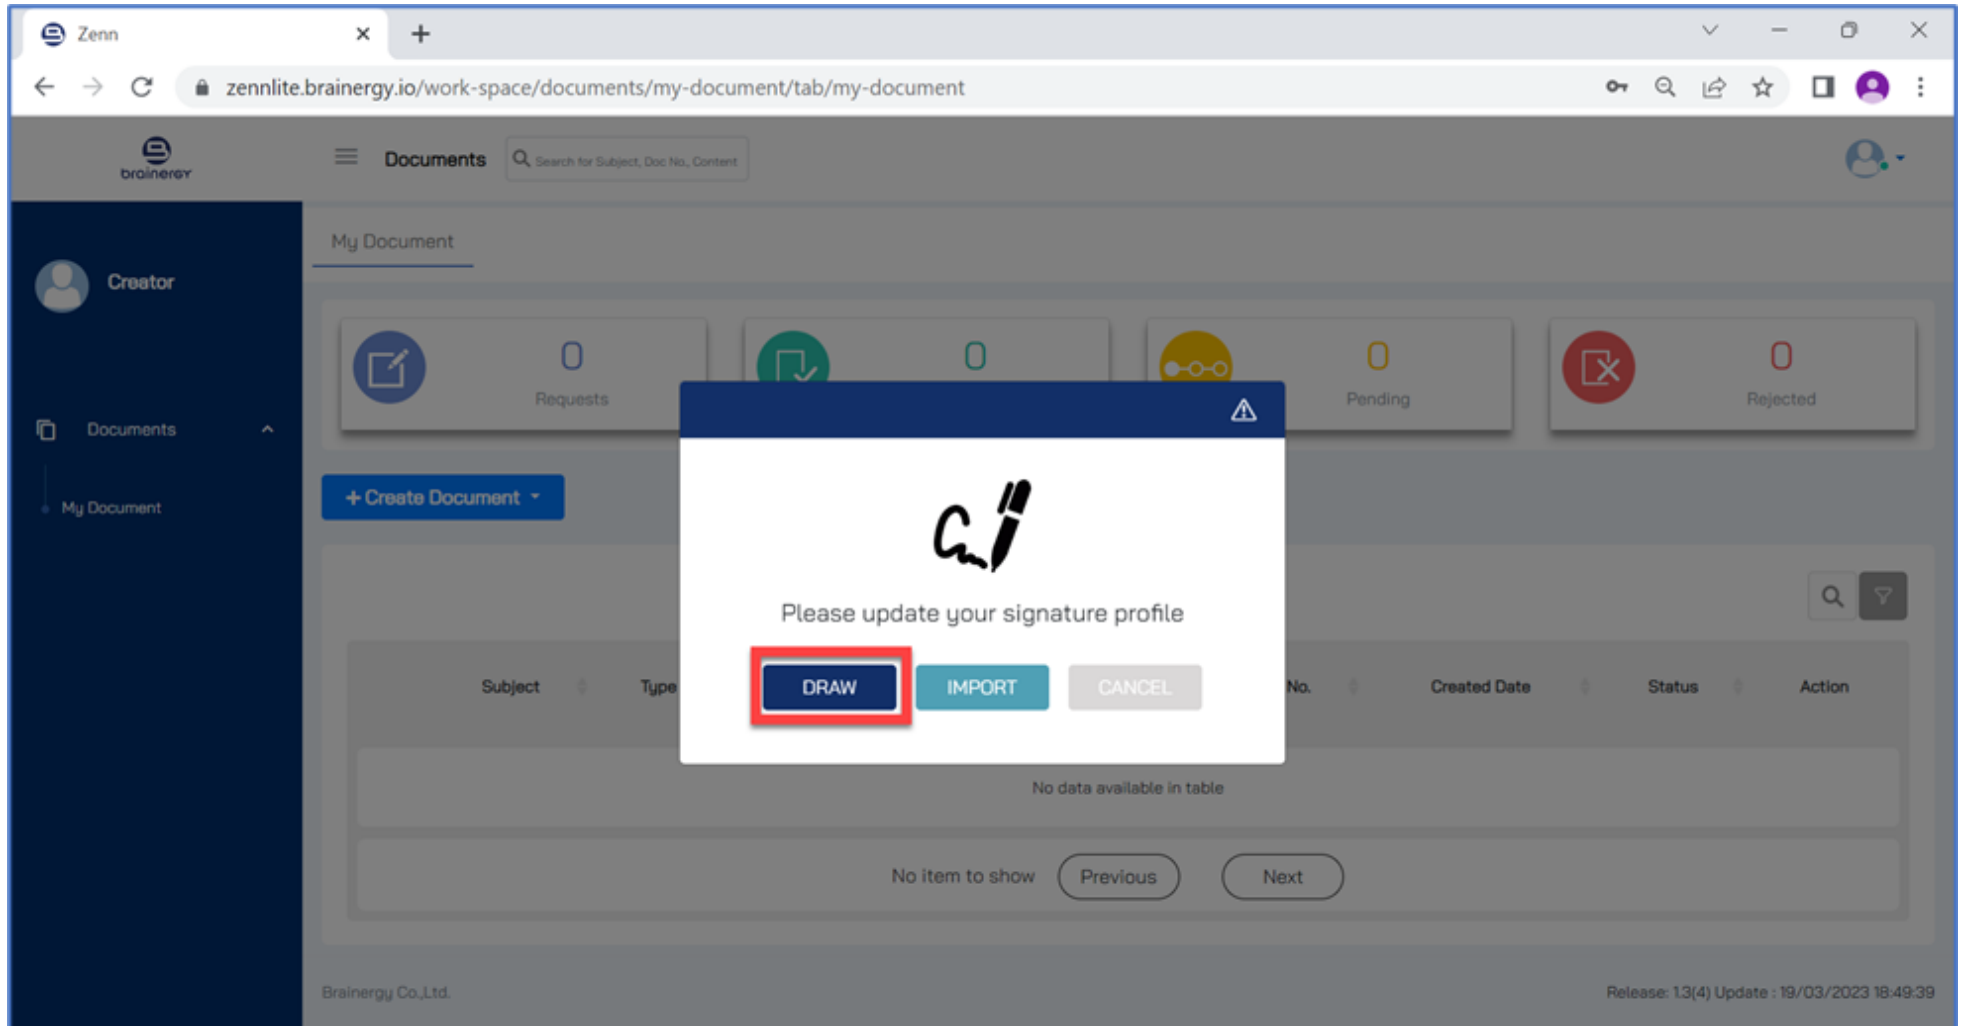 Zenn
zennlite.brainergy.io/work-space/documents/my-document/tab/my-document
brainergy
Documents
Search for Subject, Doc No., Content
My Document
Creator
0
Requests
0
0
Pending
0
Rejected
Documents
My Document
+ Create Document
Please update your signature profile
DRAW
IMPORT
CANCEL
Subject
Type
No.
Created Date
Status
Action
No data available in table
No item to show
Previous
Next
Brainergy Co.,Ltd.
Release: 1.3(4) Update : 19/03/2023 18:49:39